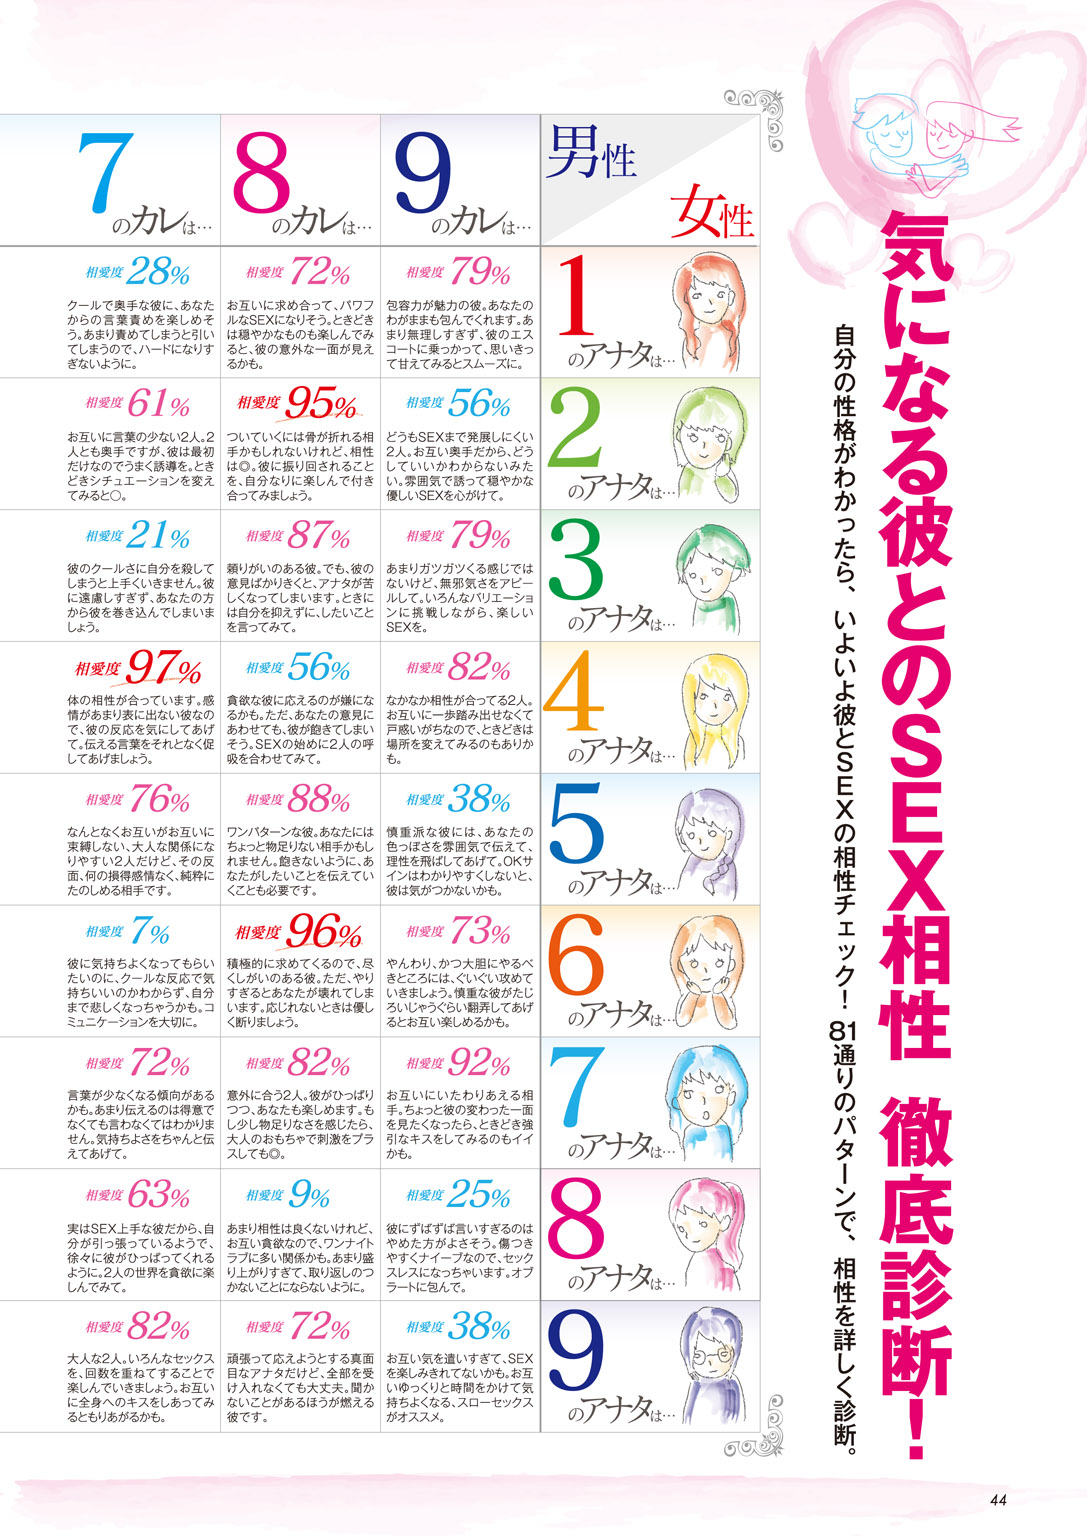 気になる彼とのSEX相性 徹底診断!
自分の性格がわかったら、いよいよ彼とSEXの相性チェック! 81通りのパターンで、相性を詳しく診断。
男性
女性
9のカレは…
8のカレは…
7のカレは…
1のアナタは…
相愛度 79%
包容力が魅力の彼。あなたの
わがままも包んでくれます。あ
まり無理しすぎず、彼のエス
コートに乗っかって、思いきっ
て甘えてみるとスムーズに。
相愛度 72%
お互いに求め合って、パワフ
ルなSEXになりそう。ときどき
は穏やかなものも楽しんでみ
ると、彼の意外な一面が見え
るかも。
相愛度 28%
クールで奥手な彼に、あなた
からの言葉責めを楽しめそ
う。あまり責めてしまうと引い
てしまうので、ハードになりす
ぎないように。
2のアナタは…
相愛度 56%
どうもSEXまで発展しにくい
2人。お互い奥手だから、どう
していいかわからないみた
い。雰囲気で誘って穏やかな
優しいSEXを心がけて。
相愛度 95%
ついていくには骨が折れる相
手かもしれないけれど、相性
は◎。彼に振り回されること
を、自分なりに楽しんで付き
合ってみましょう。
相愛度 61%
お互いに言葉の少ない2人。2
人とも奥手ですが、彼は最初
だけなのでうまく誘導を。とき
どきシチュエーションを変え
てみると○。
3のアナタは…
相愛度 79%
あまりガツガツくる感じでは
ないけど、無邪気さをアピー
ルして。いろんなバリエーショ
ンに挑戦しながら、楽しい
SEXを。
相愛度 87%
頼りがいのある彼。でも、彼の
意見ばかりきくと、アナタが苦
しくなってしまいます。ときに
は自分を抑えずに、したいこと
を言ってみて。
相愛度 21%
彼のクールさに自分を殺して
しまうと上手くいきません。彼
に遠慮しすぎず、あなたの方
から彼を巻き込んでしまいま
しょう。
4のアナタは…
相愛度 82%
なかなか相性が合ってる2人。
お互いに一歩踏み出せなくて
戸惑いがちなので、ときどきは
場所を変えてみるのもありか
も。
相愛度 56%
貪欲な彼に応えるのが嫌にな
るかも。ただ、あなたの意見に
あわせても、彼が飽きてしまい
そう。SEXの始めに2人の呼
吸を合わせてみて。
相愛度 97%
体の相性が合っています。感
情があまり表に出ない彼なの
で、彼の反応を気にしてあげ
て。伝える言葉をそれとなく促
してあげましょう。
5のアナタは…
相愛度 38%
慎重派な彼には、あなたの
色っぽさを雰囲気で伝えて、
理性を飛ばしてあげて。OKサ
インはわかりやすくしないと、
彼は気がつかないかも。
相愛度 88%
ワンパターンな彼。あなたには
ちょっと物足りない相手かもし
れません。飽きないように、あ
なたがしたいことを伝えてい
くことも必要です。
相愛度 76%
なんとなくお互いがお互いに
束縛しない、大人な関係にな
りやすい2人だけど、その反
面、何の損得感情なく、純粋に
たのしめる相手です。
6のアナタは…
相愛度 73%
やんわり、かつ大胆にやるべ
きところには、ぐいぐい攻めて
いきましょう。慎重な彼がたじ
ろいじゃうぐらい翻弄してあげ
るとお互い楽しめるかも。
相愛度 96%
積極的に求めてくるので、尽
くしがいのある彼。ただ、やり
すぎるとあなたが壊れてしま
います。応じれないときは優し
く断りましょう。
相愛度 7%
彼に気持ちよくなってもらい
たいのに、クールな反応で気
持ちいいのかわからず、自分
まで悲しくなっちゃうかも。コ
ミュニケーションを大切に。
7のアナタは…
相愛度 92%
お互いにいたわりあえる相
手。ちょっと彼の変わった一面
を見たくなったら、ときどき強
引なキスをしてみるのもイイ
かも。
相愛度 82%
意外に合う2人。彼がひっぱり
つつ、あなたも楽しめます。も
し少し物足りなさを感じたら、
大人のおもちゃで刺激をプラ
スしても◎。
相愛度 72%
言葉が少なくなる傾向がある
かも。あまり伝えるのは得意で
なくても言わなくてはわかりま
せん。気持ちよさをちゃんと伝
えてあげて。
8のアナタは…
相愛度 25%
彼にずばずば言いすぎるのは
やめた方がよさそう。傷つき
やすくナイーブなので、セック
スレスになっちゃいます。オブ
ラートに包んで。
相愛度 9%
あまり相性は良くないけれど、
お互い貪欲なので、ワンナイト
ラブに多い関係かも。あまり盛
り上がりすぎて、取り返しのつ
かないことにならないように。
相愛度 63%
実はSEX上手な彼だから、自
分が引っ張っているようで、
徐々に彼がひっぱってくれる
ように。2人の世界を貪欲に楽
しんでみて。
9のアナタは…
相愛度 38%
お互い気を遣いすぎて、SEX
を楽しみきれてないかも。お互
いゆっくりと時間をかけて気
持ちよくなる、スローセックス
がオススメ。
相愛度 72%
頑張って応えようとする真面
目なアナタだけど、全部を受
け入れなくても大丈夫。聞か
ないことがあるほうが燃える
彼です。
相愛度 82%
大人な2人。いろんなセックス
を、回数を重ねてすることで
楽しんでいきましょう。お互い
に全身へのキスをしあってみ
るともりあがるかも。
44